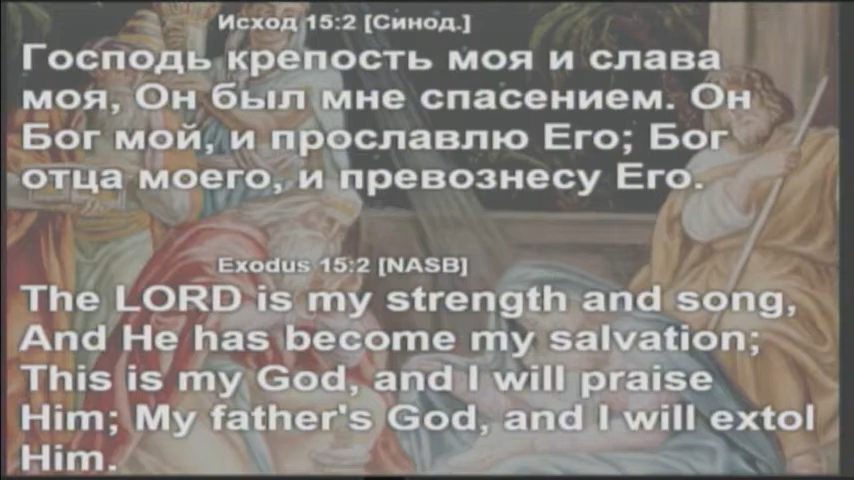 Исход 15:2 [Синод.]
Господь крепость моя и слава
моя, Он был мне спасением. Он
Бог мой, и прославлю Его; Бог
отца моего, и превознесу Его.
Exodus 15:2 [NASB]
The LORD is my strength and song,
And He has become my salvation;
This is my God, and I will praise
Him; My father's God, and I will extol
Him.